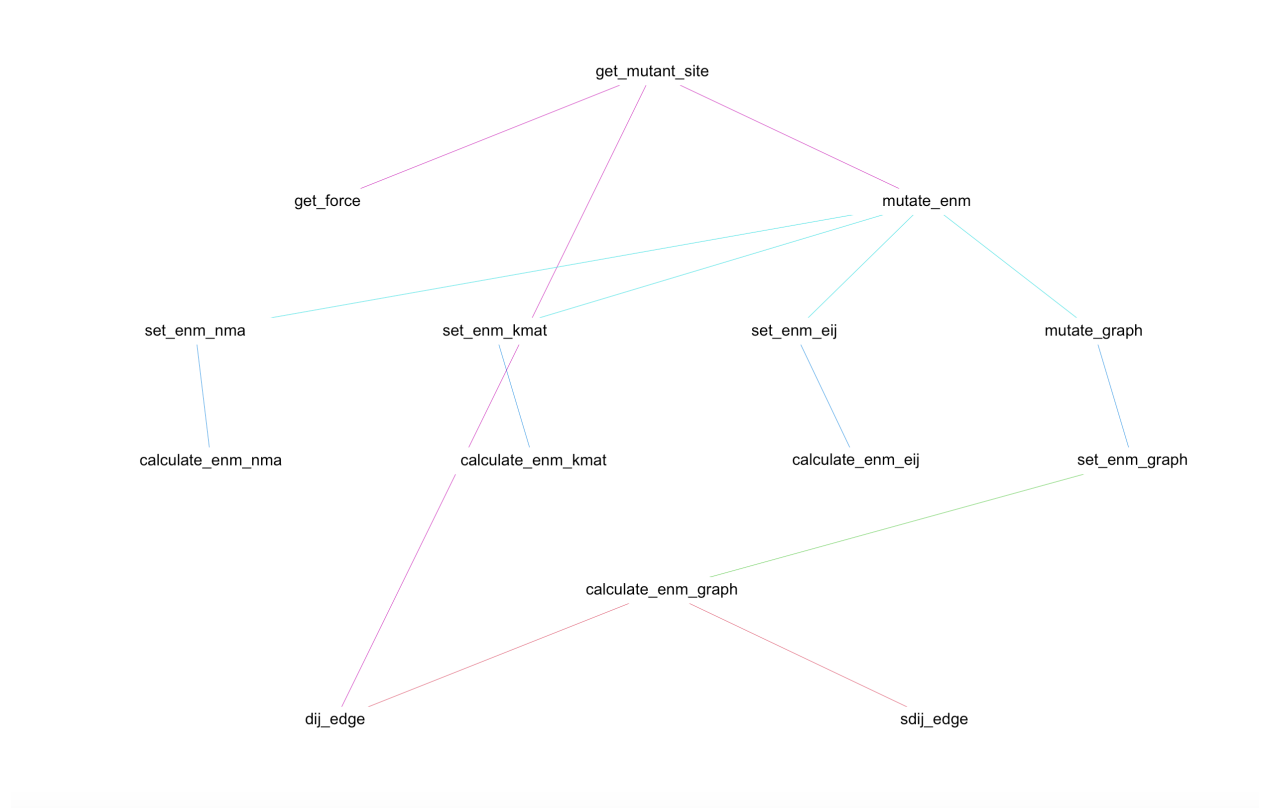 get_mutant_site
get_force
mutate_enm
set_enm_nma
set_enm_kmat
set_enm_eij
mutate_graph
calculate_enm_nma
calculate_enm_kmat
calculate_enm_eij
set_enm_graph
calculate_enm_graph
dij_edge
sdij_edge